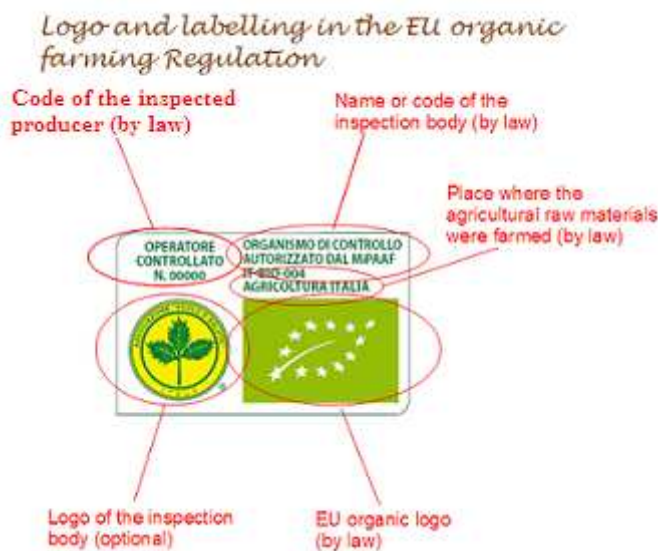 Logo and labelling in the EU organic
farming Regulation
Code of the inspected
producer (by law)
Name or code of the
inspection body (by law)
Place where the
agricultural raw materials
were farmed (by law)
OPERATORE
CONTROLLATO
N. 00000
ORGANISMO DI CONTROLLO
AUTORIZZATO DAL MIPAAF
IT-BIO-004
AGRICOLTURA ITALIA
Logo of the inspection
body (optional)
EU organic logo
(by law)